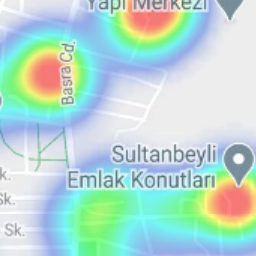 Yapı Merkezi
Basra Cd.
Sultanbeyli
Emlak Konutları
Sk.
Sk.
Sk.